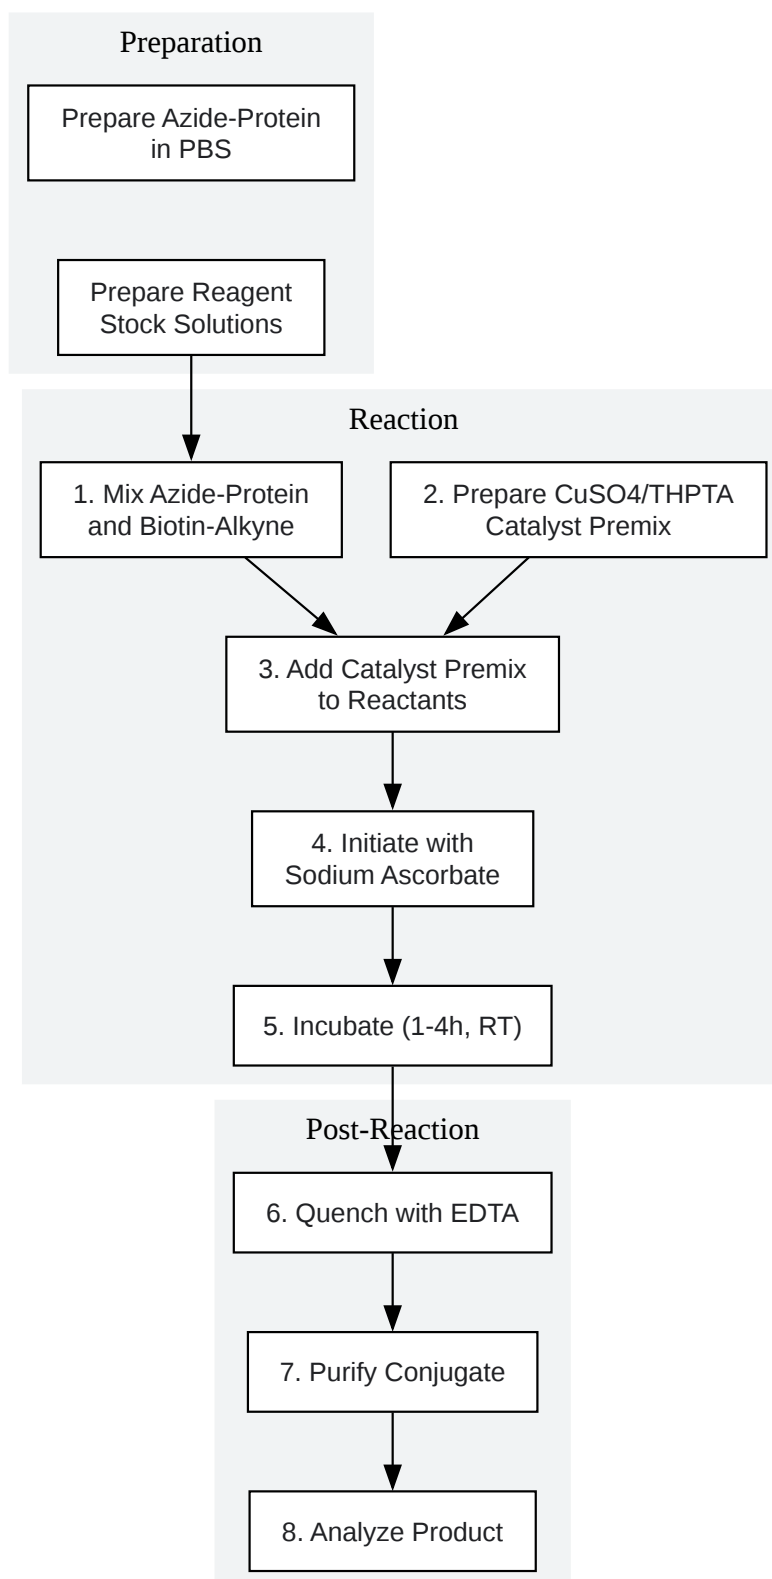 Preparation
Prepare Azide-Protein
in PBS
Prepare Reagent
Stock Solutions
Reaction
1. Mix Azide-Protein
and Biotin-Alkyne
2. Prepare CuSO4/THPTA
Catalyst Premix
3. Add Catalyst Premix
to Reactants
4. Initiate with
Sodium Ascorbate
5. Incubate (1-4h, RT)
Post-Reaction
6. Quench with EDTA
7. Purify Conjugate
8. Analyze Product